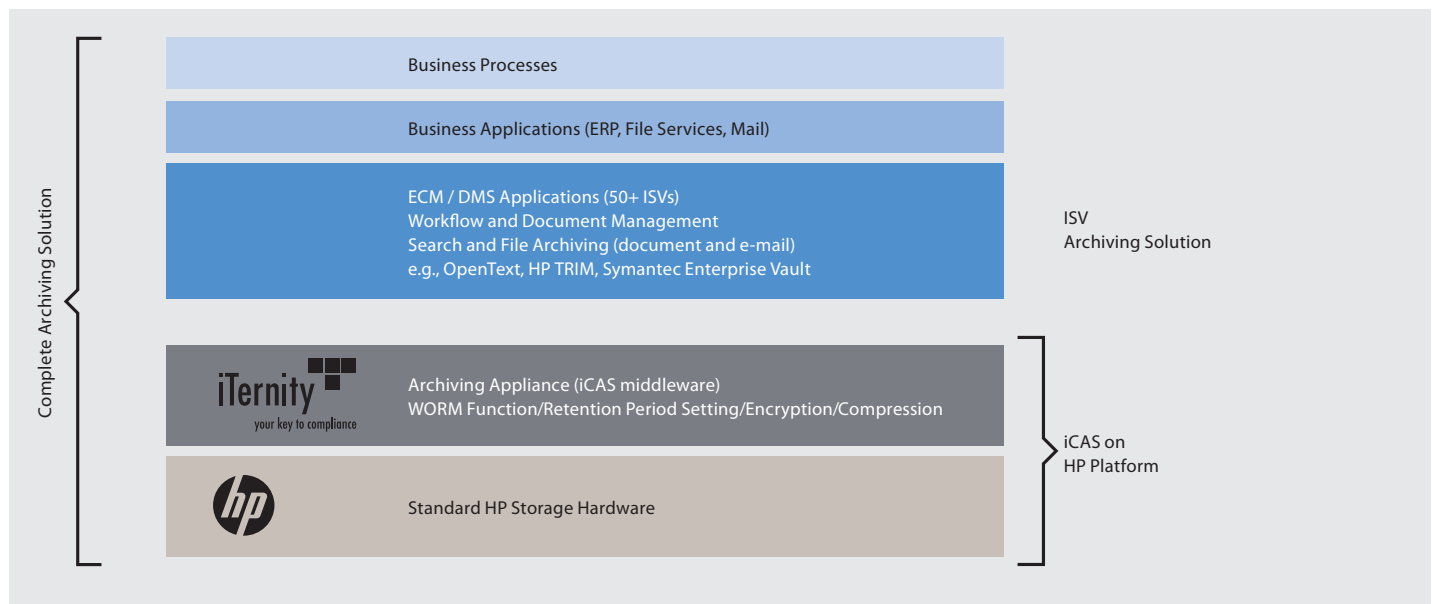 Complete Archiving Solution
Business Processes
Business Applications (ERP, File Services, Mail)
ECM / DMS Applications (50+ ISVs)
Workflow and Document Management
Search and File Archiving (document and e-mail)
e.g., OpenText, HP TRIM, Symantec Enterprise Vault
ISV
Archiving Solution
iTernity
your key to compliance
Archiving Appliance (iCAS middleware)
WORM Function/Retention Period Setting/Encryption/Compression
iCAS on
HP Platform
hp
Standard HP Storage Hardware